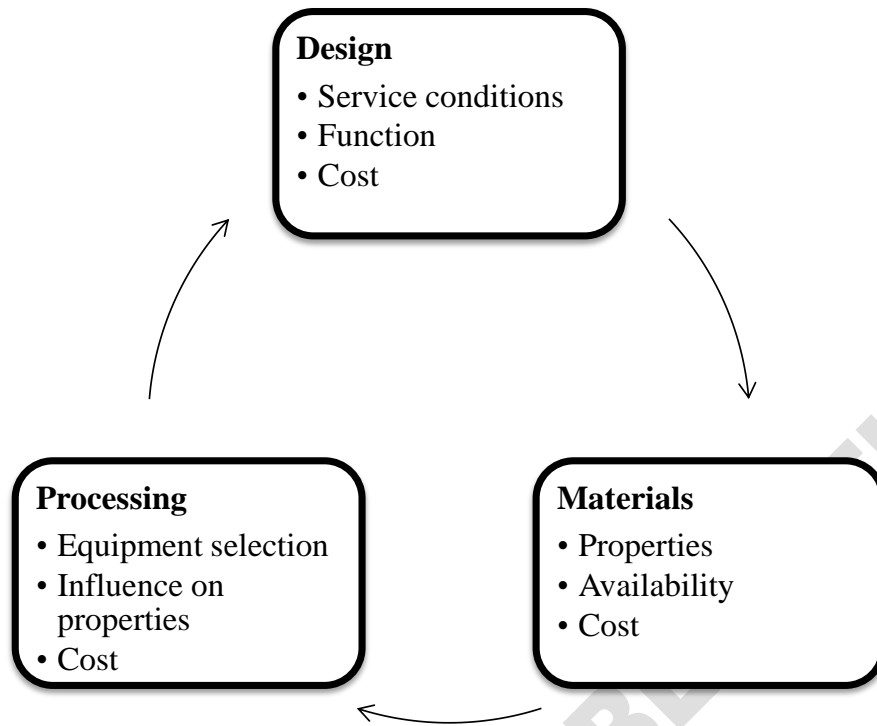 Design
• Service conditions
• Function
• Cost
Processing
• Equipment selection
• Influence on
properties
• Cost
Materials
• Properties
• Availability
• Cost